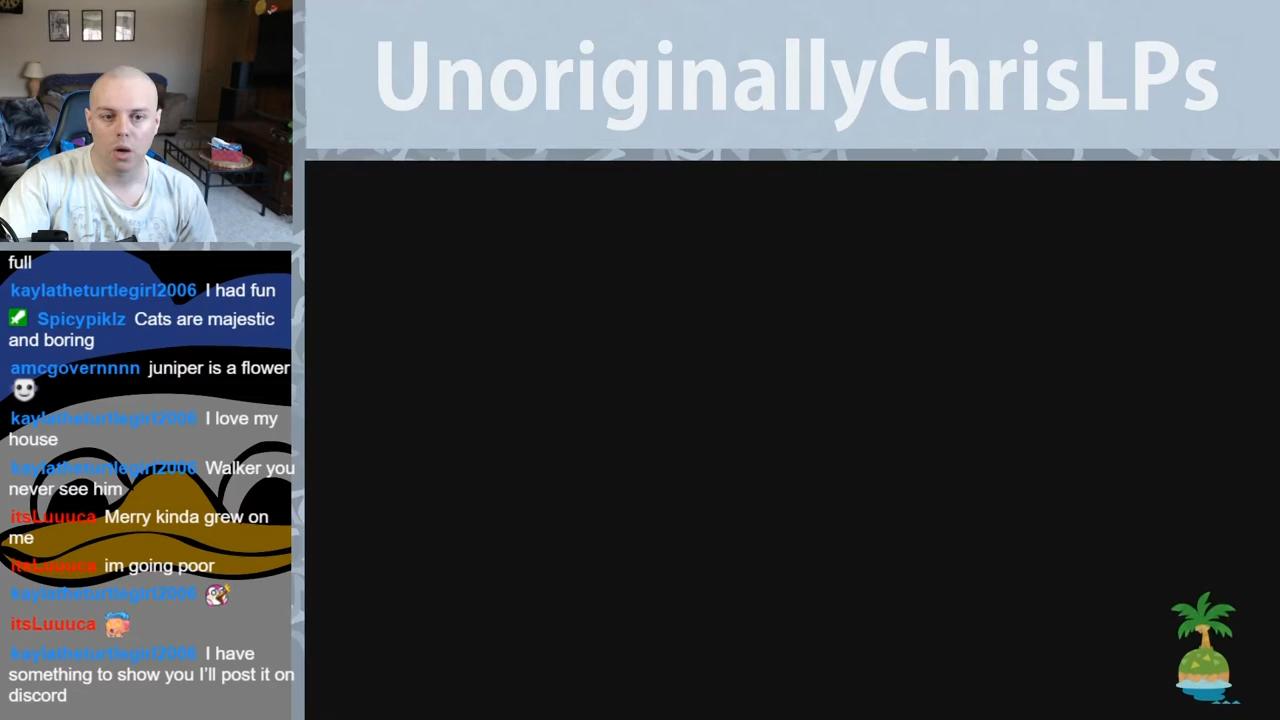 UnoriginallyChrisLPs
full
kaylatheturtlegirl2006 I had fun
Spicypiklz Cats are majestic
and boring
amcgovernnnn juniper is a flower
kaylatheturtlegirl2006 I love my
house
kaylatheturtlegirl2006 Walker you
never see him
itsLuuuca Merry kinda grew on
me
itsLuuuca im going poor
kaylatheturtlegirl2006
itsLuuuca
kaylatheturtlegirl2006 I have
something to show you I’ll post it on
discord